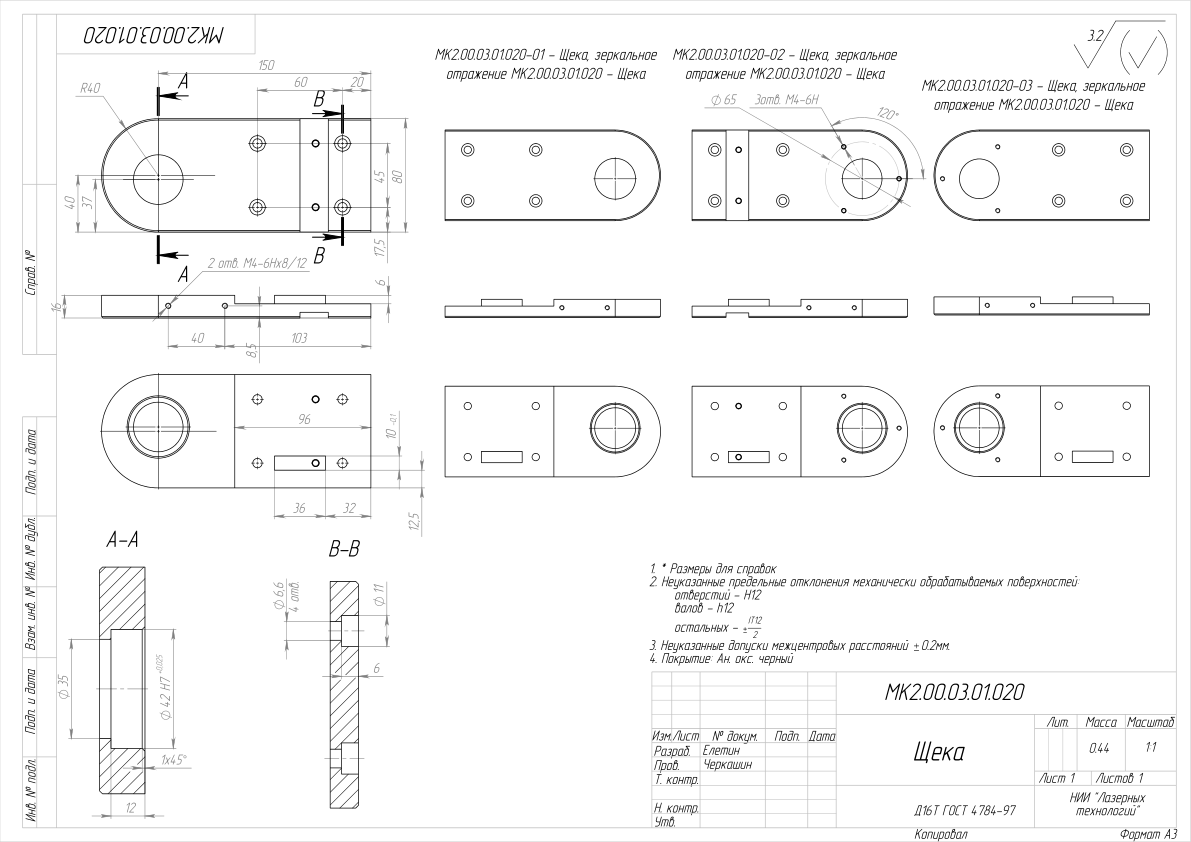 МК2.00.03.01.020
МК2.00.03.01.020-01 - Щека, зеркальное
отражение МК2.00.03.01.020 - Щека
МК2.00.03.01.020-02 - Щека, зеркальное
отражение МК2.00.03.01.020 - Щека
МК2.00.03.01.020-03 - Щека, зеркальное
отражение МК2.00.03.01.020 - Щека
3.2
150
60
20
R40
А
В
45
80
40
37
17,5
А
В
∅ 65
3отв. М4-6Н
120°
2 отв. М4-6Нx8/12
6
16
40
103
8,5
96
10 -0,1
36
32
12,5
А-А
В-В
∅ 35
∅ 42 Н7 +0,025
1x45°
12
∅ 6,6
4 отв.
∅ 11
6
1. * Размеры для справок
2. Неуказанные предельные отклонения механически обрабатываемых поверхностей:
отверстий - Н12
валов - h12
остальных - ± IT12/2
3. Неуказанные допуски межцентровых расстояний ±0.2мм.
4. Покрытие: Ан. окс. черный
Справ. №
Подп. и дата
Инв. № дубл.
Взам. инв. №
Подп. и дата
Инв. № подл.
МК2.00.03.01.020
Изм. Лист № докум. Подп. Дата
Разраб. Елетин
Пров. Черкашин
Т. контр.
Н. контр.
Утв.
Щека
Лит. Масса Масштаб
0.44 1:1
Лист 1 Листов 1
Д16Т ГОСТ 4784-97
НИИ "Лазерных
технологий"
Копировал Формат А3